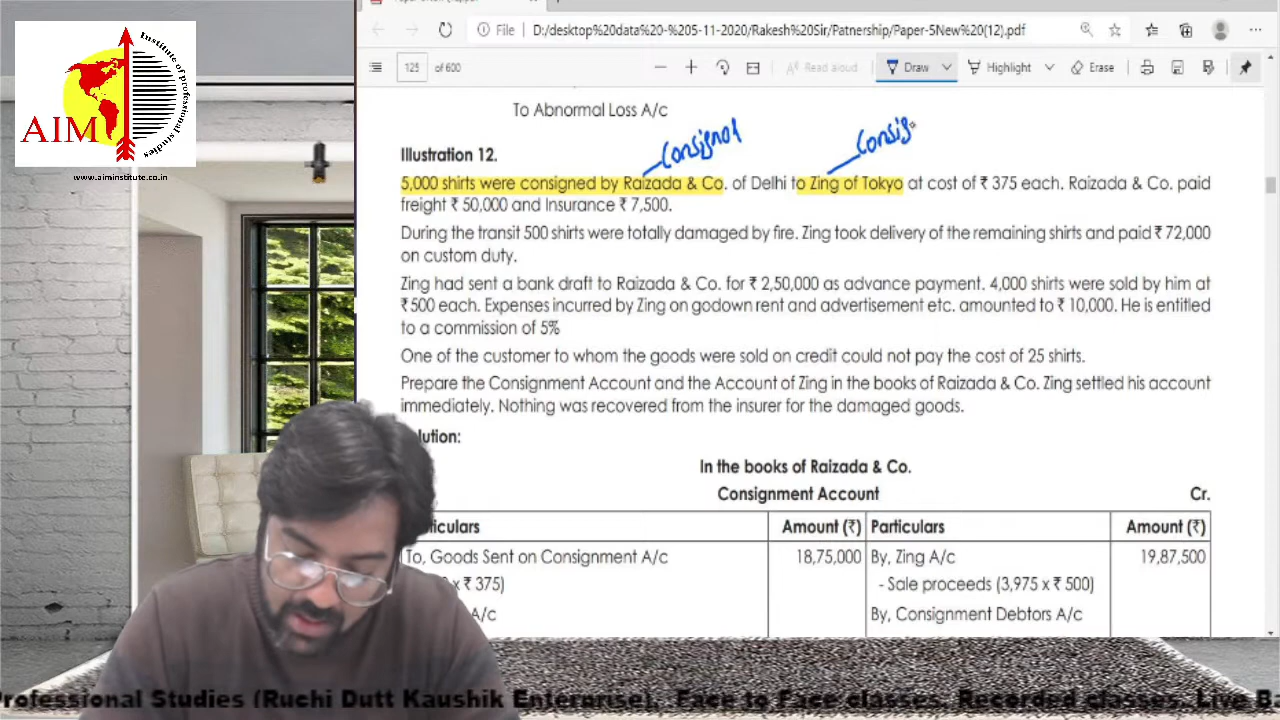 Institute of professional
studies
AIM
www.aiminstitute.co.in
File D:/desktop%20data%20-%205-11-2020/Rakesh%20Sir/Patnership/Paper-5New%20(12).pdf
125 of 600
Read aloud
Draw
Highlight
Erase
To Abnormal Loss A/c
Consignor
Consig
Illustration 12.
5,000 shirts were consigned by Raizada & Co. of Delhi to Zing of Tokyo at cost of ₹ 375 each. Raizada & Co. paid
freight ₹ 50,000 and Insurance ₹ 7,500.
During the transit 500 shirts were totally damaged by fire. Zing took delivery of the remaining shirts and paid ₹ 72,000
on custom duty.
Zing had sent a bank draft to Raizada & Co. for ₹ 2,50,000 as advance payment. 4,000 shirts were sold by him at
₹500 each. Expenses incurred by Zing on godown rent and advertisement etc. amounted to ₹ 10,000. He is entitled
to a commission of 5%
One of the customer to whom the goods were sold on credit could not pay the cost of 25 shirts.
Prepare the Consignment Account and the Account of Zing in the books of Raizada & Co. Zing settled his account
immediately. Nothing was recovered from the insurer for the damaged goods.
lution:
In the books of Raizada & Co.
Consignment Account Cr.
ticulars Amount (₹) Particulars Amount (₹)
To, Goods Sent on Consignment A/c 18,75,000 By, Zing A/c 19,87,500
x ₹ 375) - Sale proceeds (3,975 x ₹ 500)
A/c By, Consignment Debtors A/c
Professional Studies (Ruchi Dutt Kaushik Enterprise). Face to Face classes. Recorded classes. Live